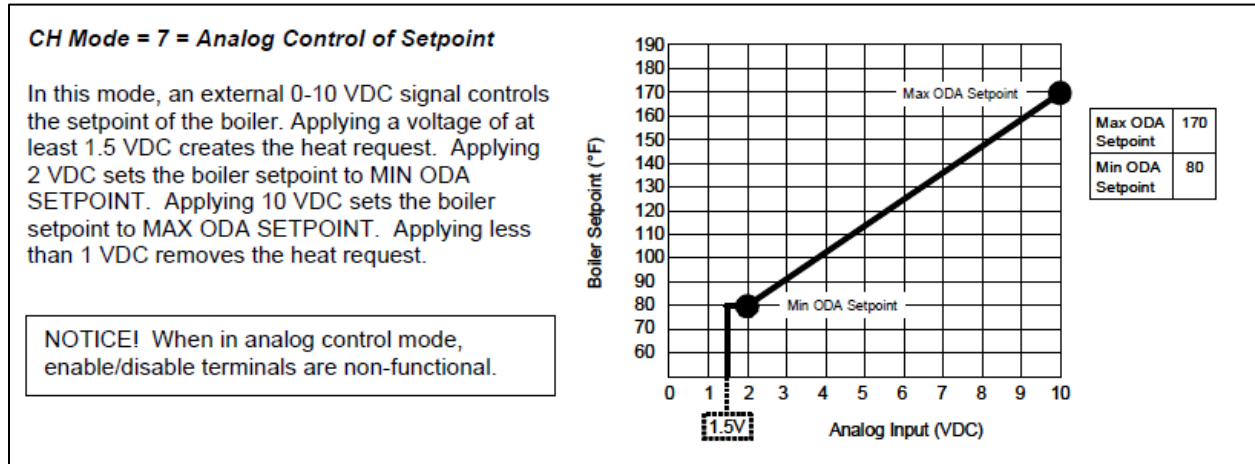 CH Mode = 7 = Analog Control of Setpoint
In this mode, an external 0-10 VDC signal controls
the setpoint of the boiler. Applying a voltage of at
least 1.5 VDC creates the heat request.  Applying
2 VDC sets the boiler setpoint to MIN ODA
SETPOINT.  Applying 10 VDC sets the boiler
setpoint to MAX ODA SETPOINT.  Applying less
than 1 VDC removes the heat request.
NOTICE!  When in analog control mode,
enable/disable terminals are non-functional.
Boiler Setpoint (°F)
190
180
170
160
150
140
130
120
110
100
90
80
70
60
Max ODA Setpoint
Min ODA Setpoint
0 1 2 3 4 5 6 7 8 9 10
1.5V
Analog Input (VDC)
Max ODA 170
Setpoint
Min ODA 80
Setpoint